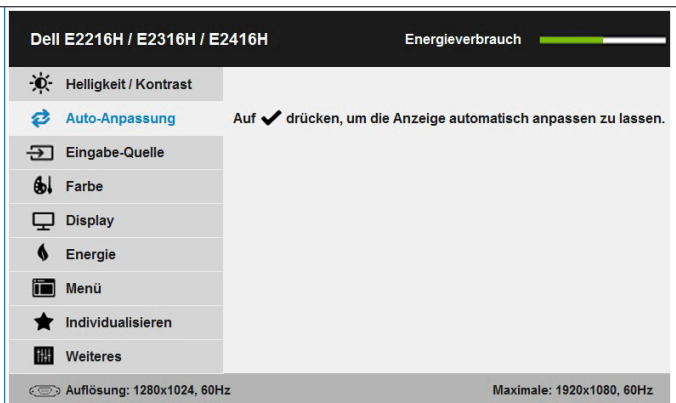 Dell E2216H / E2316H / E2416H
Energieverbrauch
Helligkeit / Kontrast
Auto-Anpassung
Auf ✔ drücken, um die Anzeige automatisch anpassen zu lassen.
Eingabe-Quelle
Farbe
Display
Energie
Menü
Individualisieren
Weiteres
Auflösung: 1280x1024, 60Hz
Maximale: 1920x1080, 60Hz